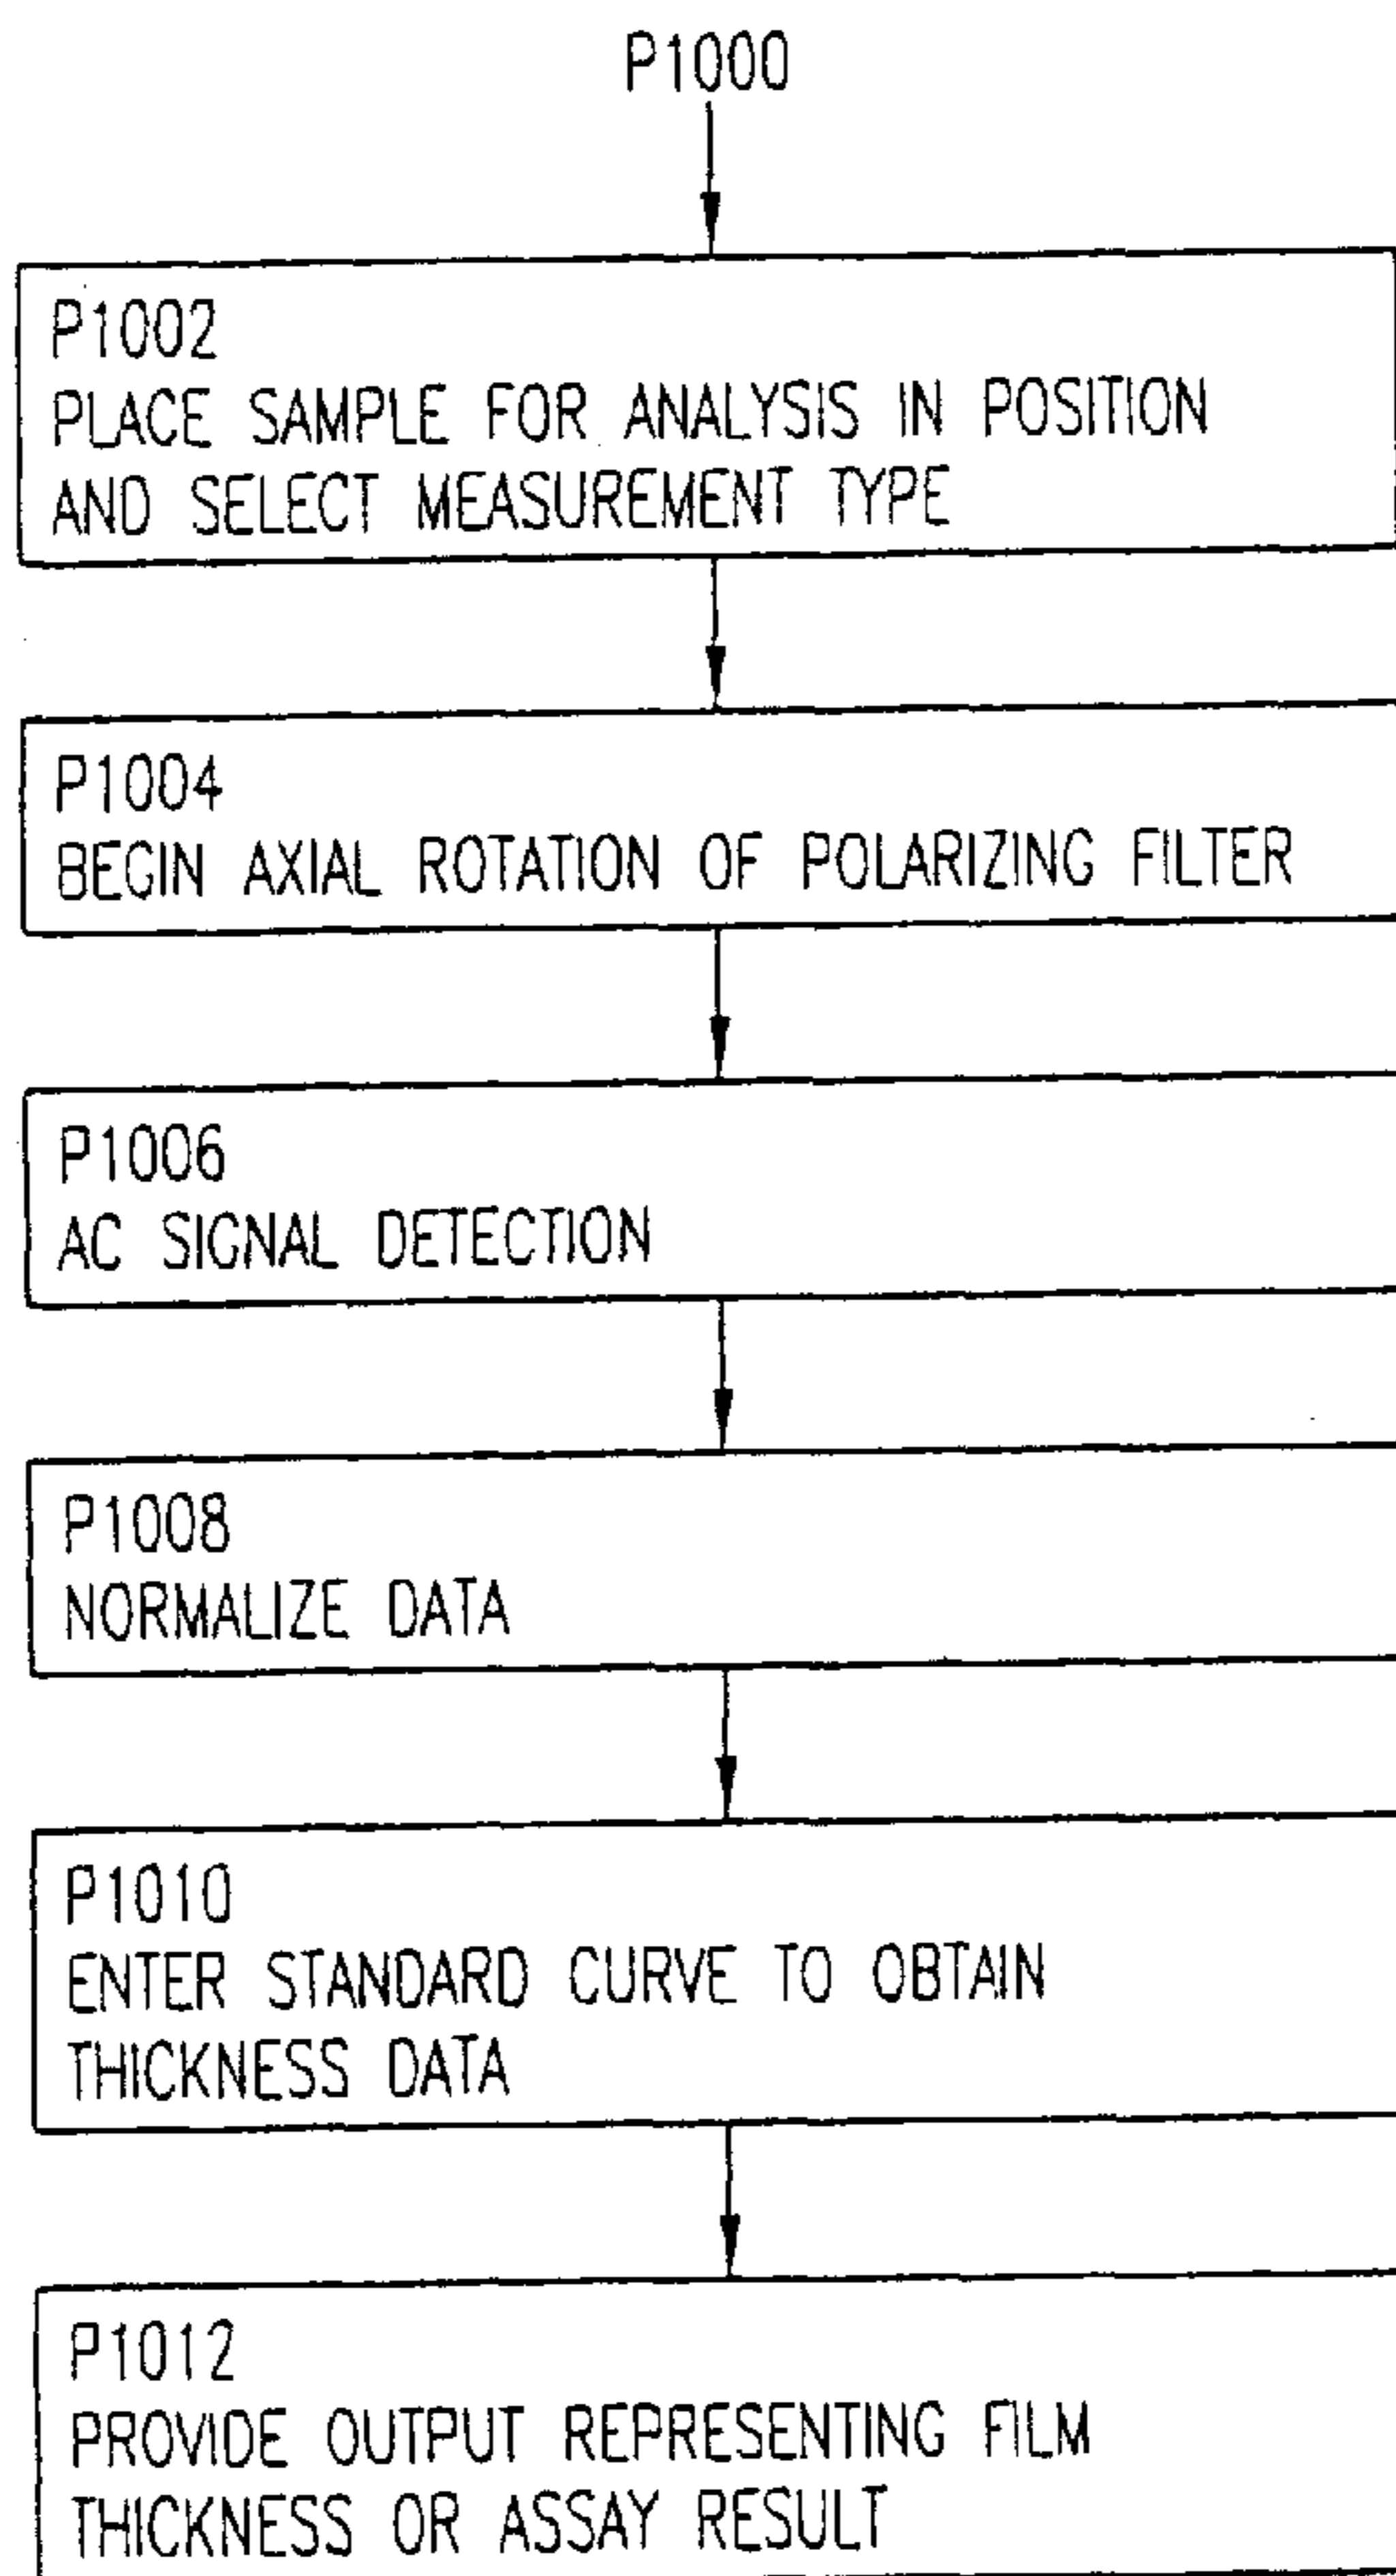 P1000
P1002
PLACE SAMPLE FOR ANALYSIS IN POSITION
AND SELECT MEASUREMENT TYPE
P1004
BEGIN AXIAL ROTATION OF POLARIZING FILTER
P1006
AC SIGNAL DETECTION
P1008
NORMALIZE DATA
P1010
ENTER STANDARD CURVE TO OBTAIN
THICKNESS DATA
P1012
PROVIDE OUTPUT REPRESENTING FILM
THICKNESS OR ASSAY RESULT